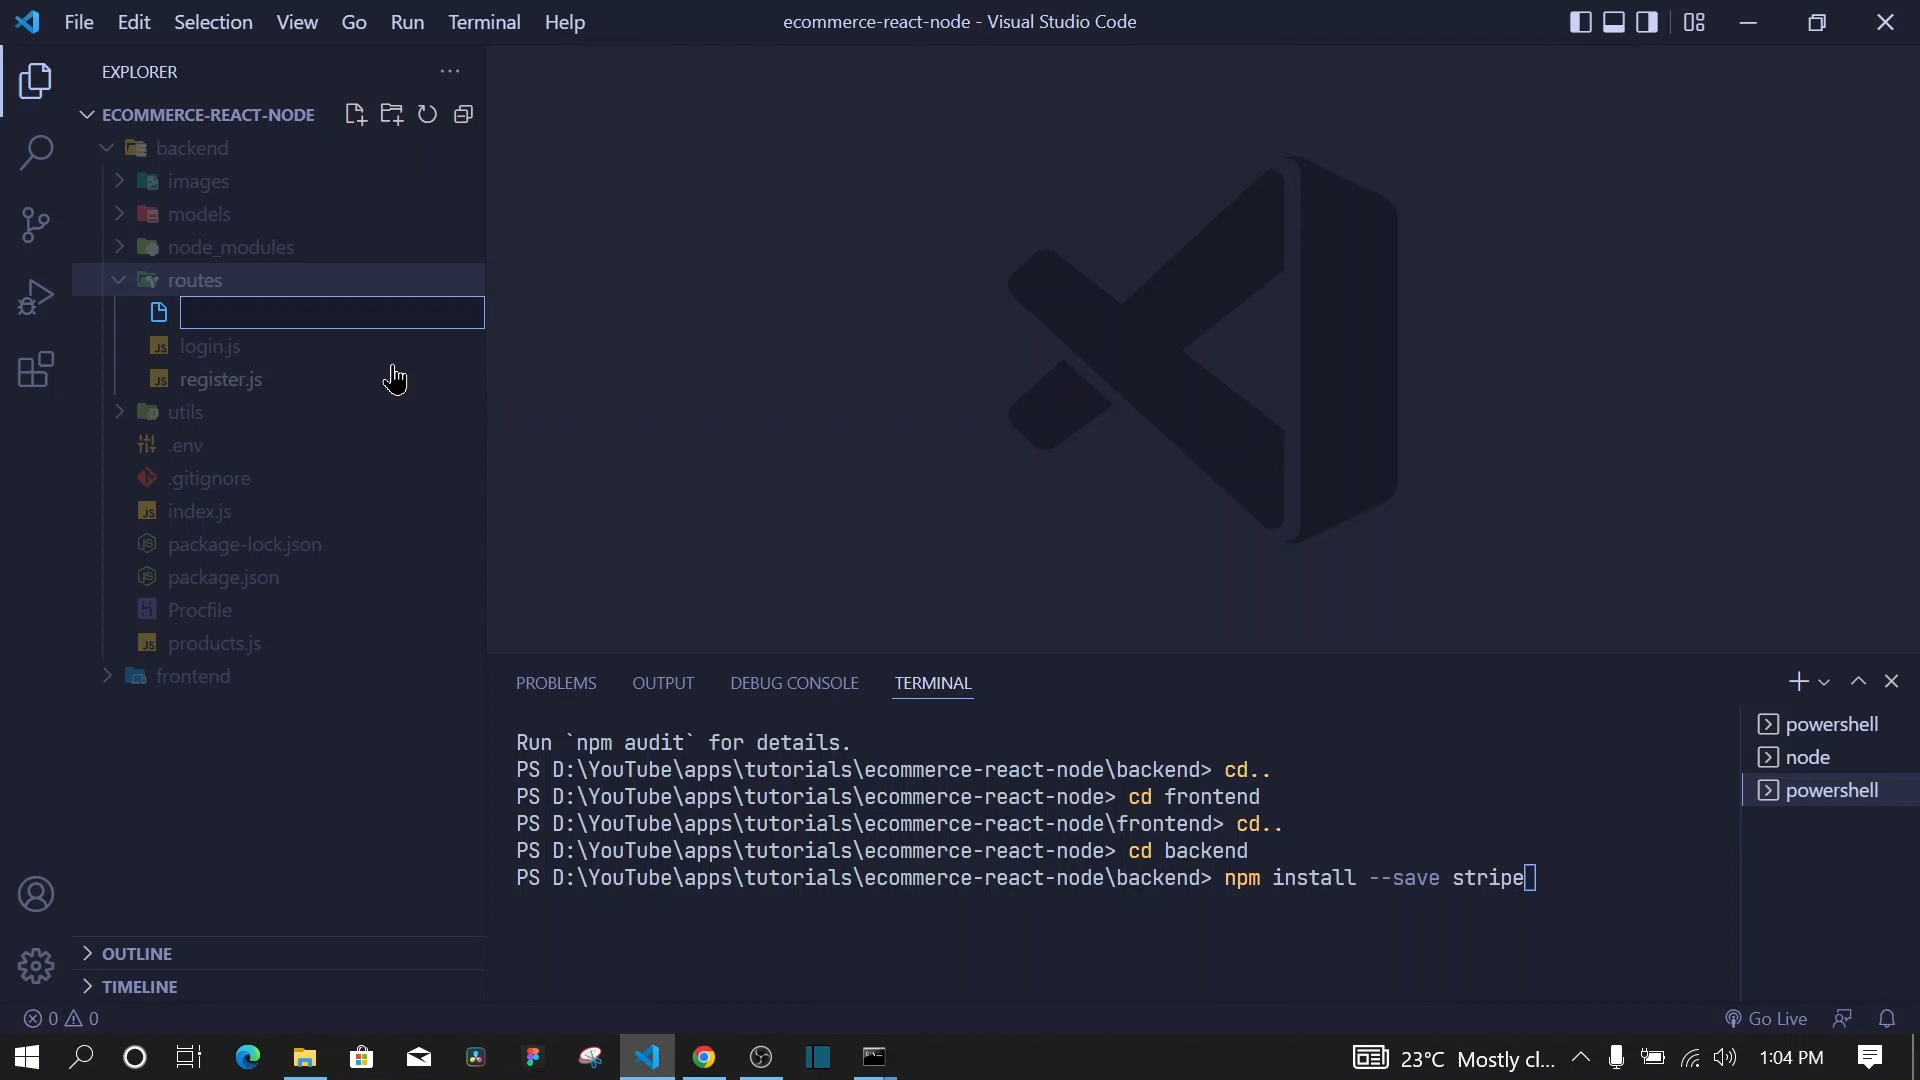 File Edit Selection View Go Run Terminal Help
ecommerce-react-node - Visual Studio Code
EXPLORER
ECOMMERCE-REACT-NODE
backend
images
models
node_modules
routes
login.js
register.js
utils
.env
.gitignore
index.js
package-lock.json
package.json
Procfile
products.js
frontend
OUTLINE
TIMELINE
PROBLEMS OUTPUT DEBUG CONSOLE TERMINAL
Run `npm audit` for details.
PS D:\YouTube\apps\tutorials\ecommerce-react-node\backend> cd..
PS D:\YouTube\apps\tutorials\ecommerce-react-node> cd frontend
PS D:\YouTube\apps\tutorials\ecommerce-react-node\frontend> cd..
PS D:\YouTube\apps\tutorials\ecommerce-react-node> cd backend
PS D:\YouTube\apps\tutorials\ecommerce-react-node\backend> npm install --save stripe
powershell
node
powershell
0 0
Go Live
23°C Mostly cl...
1:04 PM